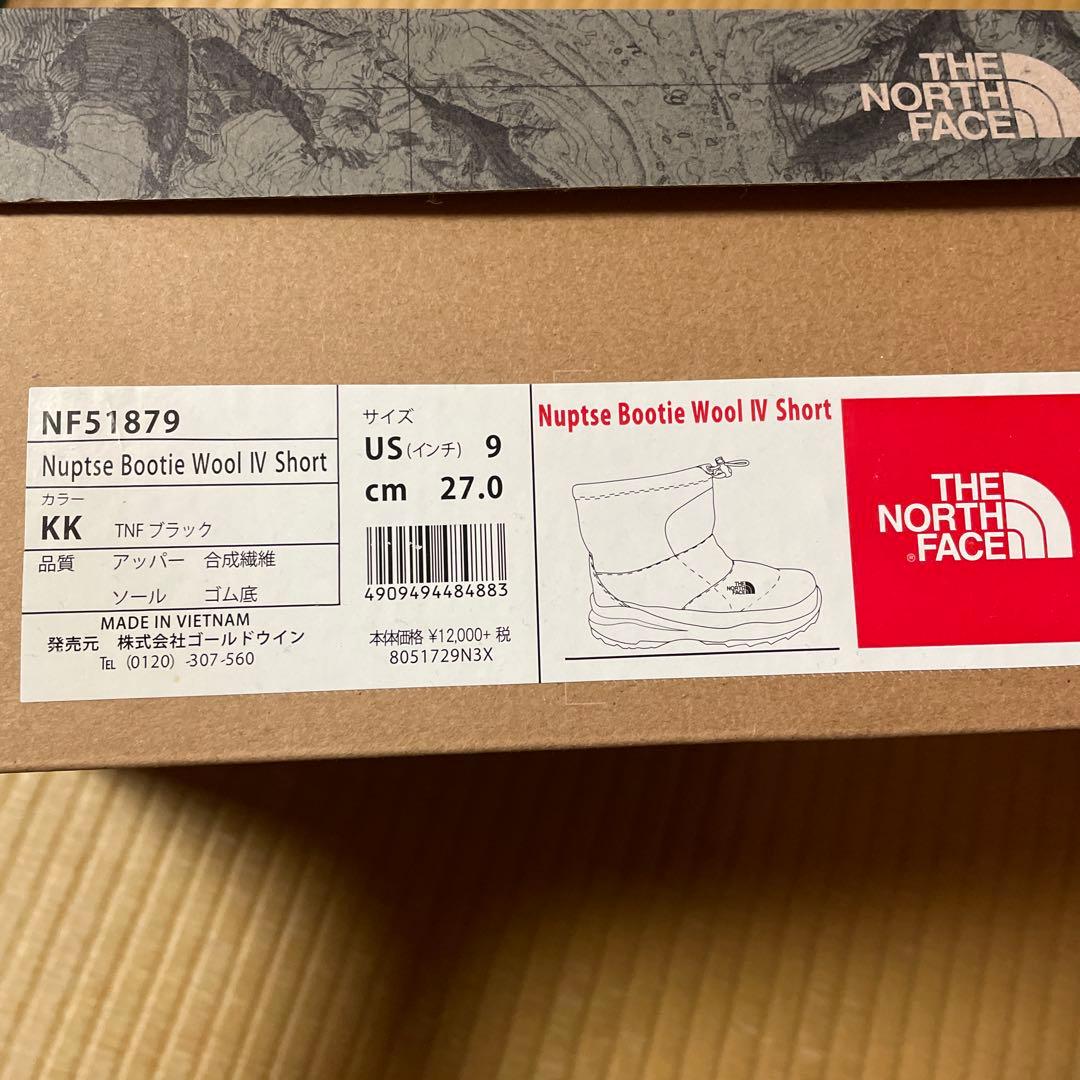 THE
NORTH
FACE
NF51879
Nuptse Bootie Wool IV Short
カラー
KK TNF ブラック
品質 アッパー 合成繊維
ソール ゴム底
MADE IN VIETNAM
発売元 株式会社ゴールドウイン
TEL (0120) -307-560
サイズ
US (インチ) 9
cm 27.0
4909494484883
本体価格 ¥12,000+ 税
8051729N3X
Nuptse Bootie Wool IV Short
THE
NORTH
FACE
THE
NORTH
FACE
®